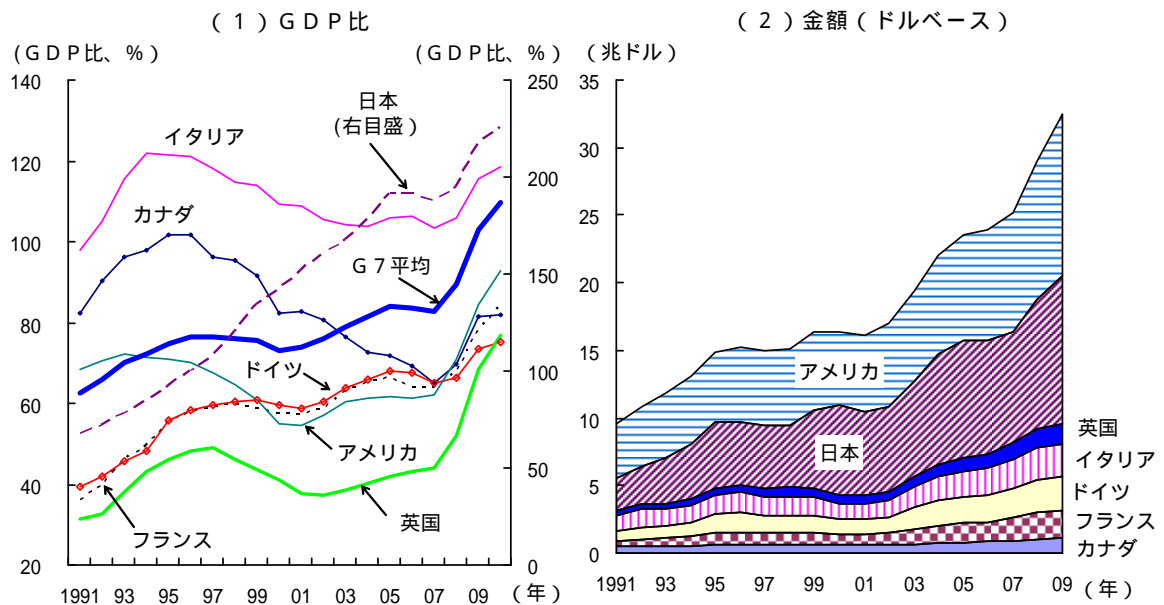 （１）ＧＤＰ比
(ＧＤＰ比、％)
(ＧＤＰ比、％)
140
120
100
80
60
40
20
250
200
150
100
50
0
日本
(右目盛）
イタリア
カナダ
Ｇ７平均
ドイツ
アメリカ
英国
フランス
1991 93 95 97 99 01 03 05 07 09 (年)
（２）金額（ドルベース）
(兆ドル)
35
30
25
20
15
10
5
0
アメリカ
日本
英国
イタリア
ドイツ
フランス
カナダ
1991 93 95 97 99 01 03 05 07 09 (年)